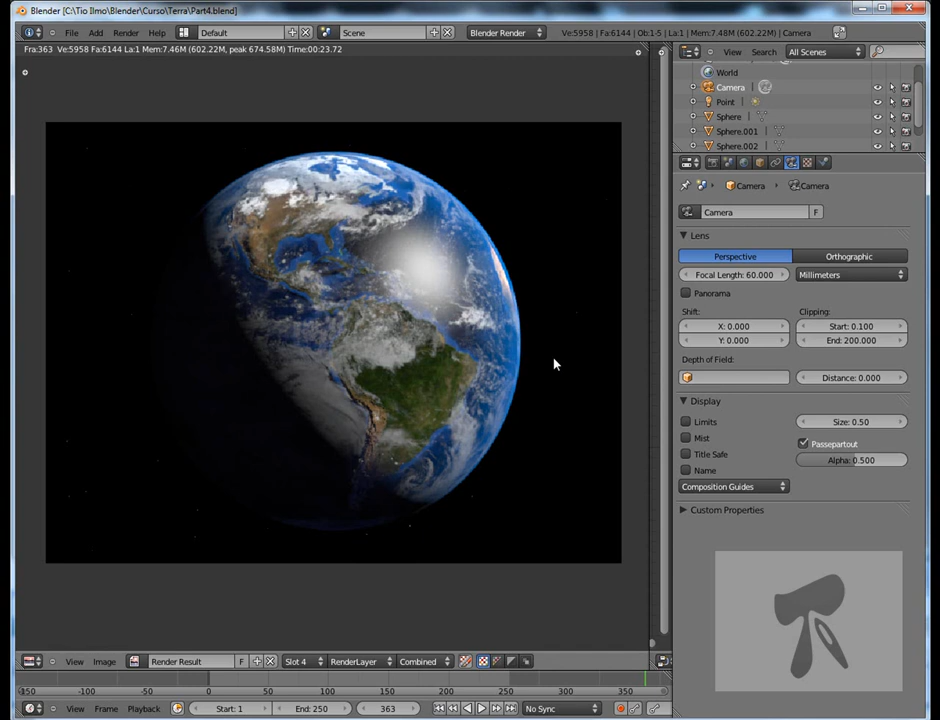 Blender [C:\Tio Ilmo\Blender\Curso\Terra\Part4.blend]
File Add Render Help Default Scene Blender Render Ve:5958 | Fa:6144 | Ob:1-5 | La:1 | Mem:7.48M (602.22M) | Camera
Fra:363 Ve:5958 Fa:6144 La:1 Mem:7.46M (602.22M, peak 674.58M) Time:00:23.72
View Search All Scenes
World
Camera
Point
Sphere
Sphere.001
Sphere.002
Camera Camera
Camera F
Lens
Perspective Orthographic
Focal Length: 60.000 Millimeters
Panorama
Shift: Clipping:
X: 0.000 Start: 0.100
Y: 0.000 End: 200.000
Depth of Field:
Distance: 0.000
Display
Limits Size: 0.50
Mist Passepartout
Title Safe Alpha: 0.500
Name
Composition Guides
Custom Properties
View Image Render Result F Slot 4 RenderLayer Combined
-150 -100 -50 0 50 100 150 200 250 300 350
View Frame Playback Start: 1 End: 250 363 No Sync